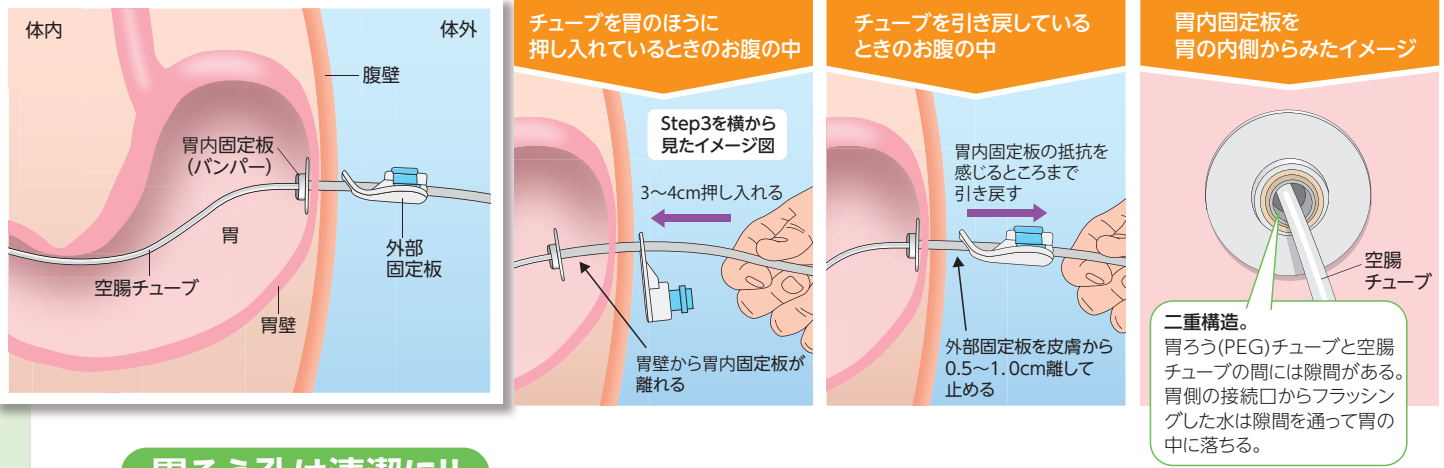 体内
体外
腹壁
胃内固定板
(バンパー)
胃
外部
固定板
空腸チューブ
胃壁
チューブを胃のほうに
押し入れているときのお腹の中
Step3を横から
見たイメージ図
3〜4cm押し入れる
胃壁から胃内固定板が
離れる
チューブを引き戻している
ときのお腹の中
胃内固定板の抵抗を
感じるところまで
引き戻す
外部固定板を皮膚から
0.5〜1.0cm離して
止める
胃内固定板を
胃の内側からみたイメージ
空腸
チューブ
二重構造。
胃ろう(PEG)チューブと空腸
チューブの間には隙間がある。
胃側の接続口からフラッシン
グした水は隙間を通って胃の
中に落ちる。
胃ろう孔は清潔に!!